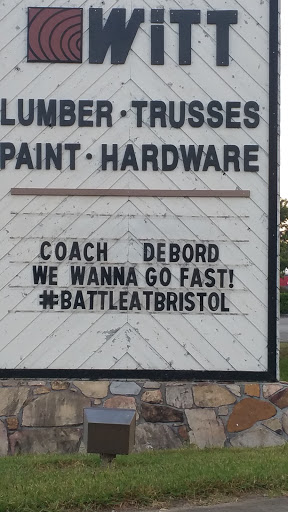 WiTT
LUMBER · TRUSSES
PAINT · HARDWARE
COACH DEBORD
WE WANNA GO FAST!
#BATTLEATBRISTOL